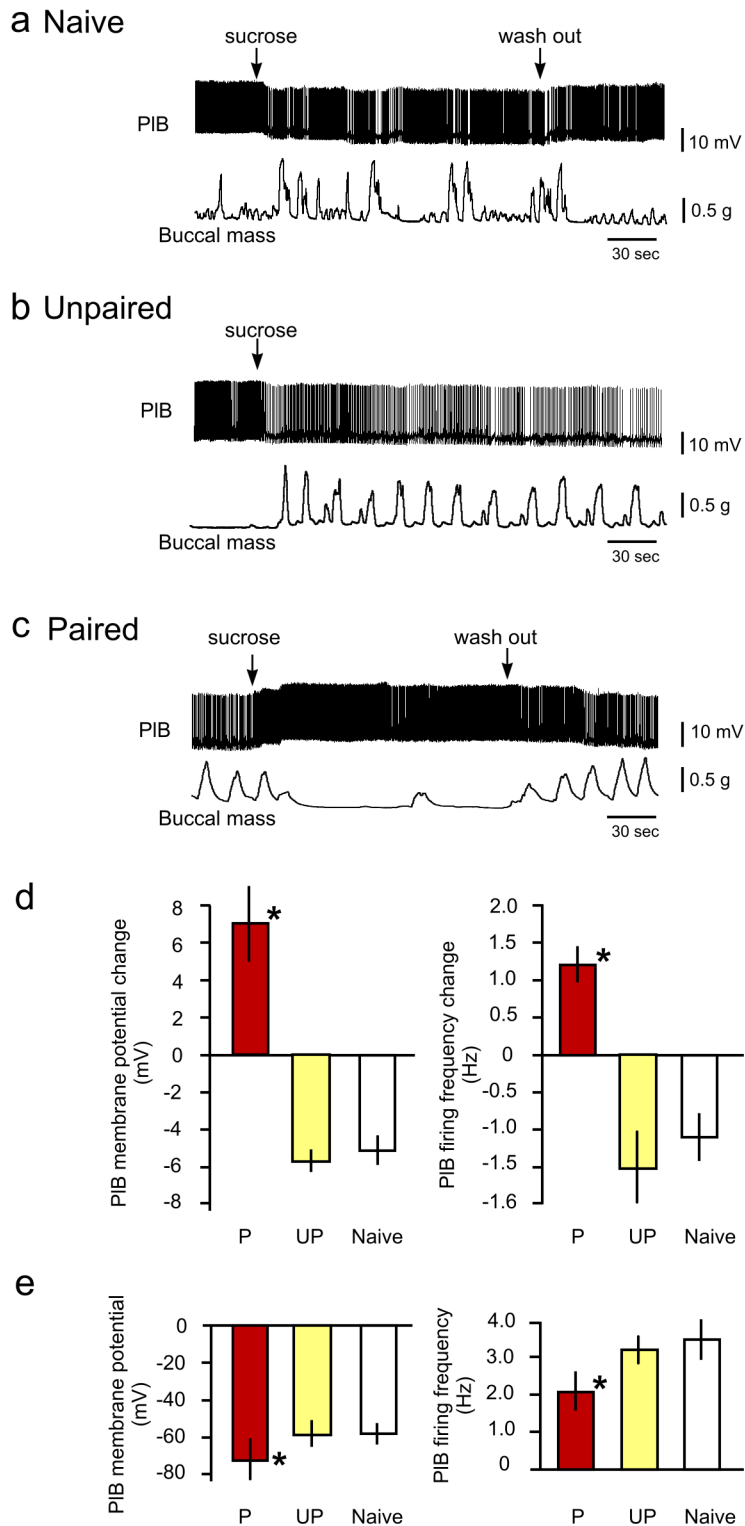 a Naive
sucrose
wash out
PIB
10 mV
0.5 g
Buccal mass
30 sec
b Unpaired
sucrose
PIB
10 mV
0.5 g
Buccal mass
30 sec
c Paired
sucrose
wash out
PIB
10 mV
0.5 g
Buccal mass
30 sec
d
PIB membrane potential change
(mV)
8
6
4
2
0
-2
-4
-6
-8
*
P UP Naive
PIB firing frequency change
(Hz)
2.0
1.5
1.0
0.5
0
-0.5
-1.0
-1.5
-1.6
*
P UP Naive
e
PIB membrane potential
(mV)
0
-20
-40
-60
-80
*
P UP Naive
PIB firing frequency
(Hz)
4.0
3.0
2.0
1.0
0
*
P UP Naive